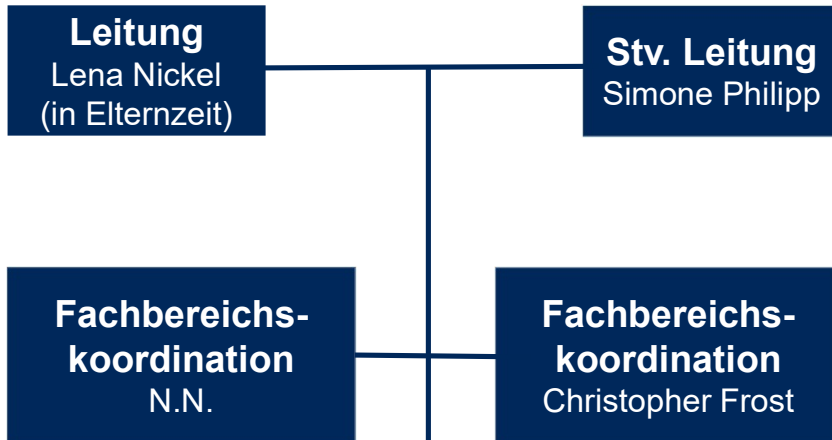 Leitung
Lena Nickel
(in Elternzeit)
Stv. Leitung
Simone Philipp
Fachbereichs-
koordination
N.N.
Fachbereichs-
koordination
Christopher Frost